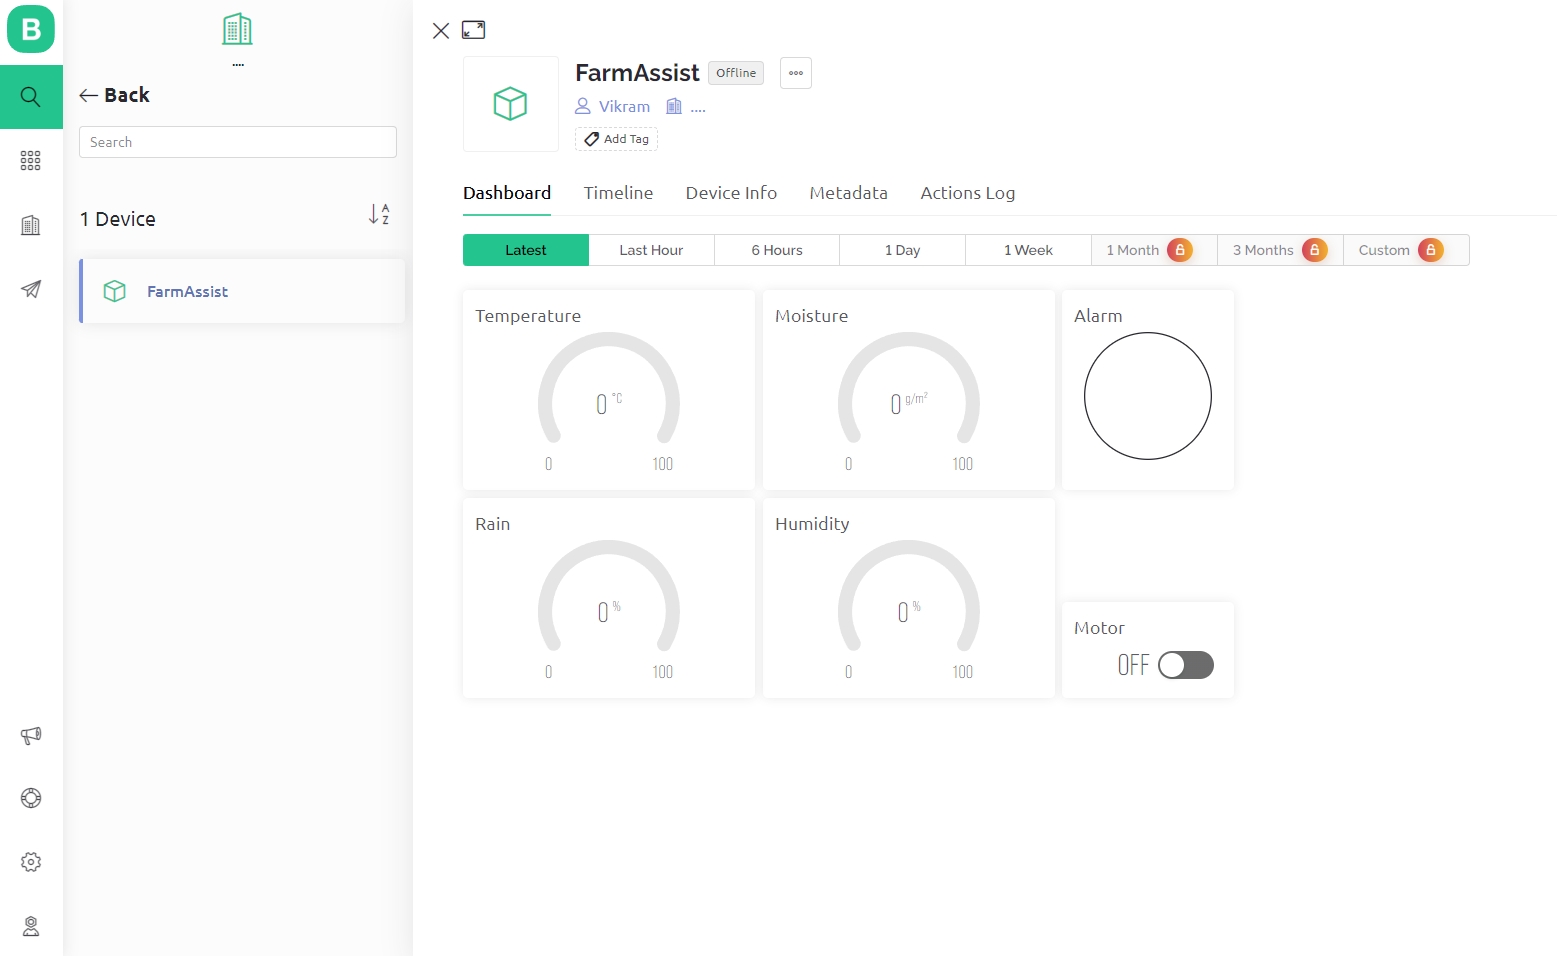 B
....
Back
Search
1 Device
A
Z
FarmAssist
FarmAssist Offline
Vikram ....
Add Tag
Dashboard Timeline Device Info Metadata Actions Log
Latest Last Hour 6 Hours 1 Day 1 Week 1 Month 3 Months Custom
Temperature
0 °C
0 100
Moisture
0 g/m²
0 100
Alarm
Rain
0 %
0 100
Humidity
0 %
0 100
Motor
OFF